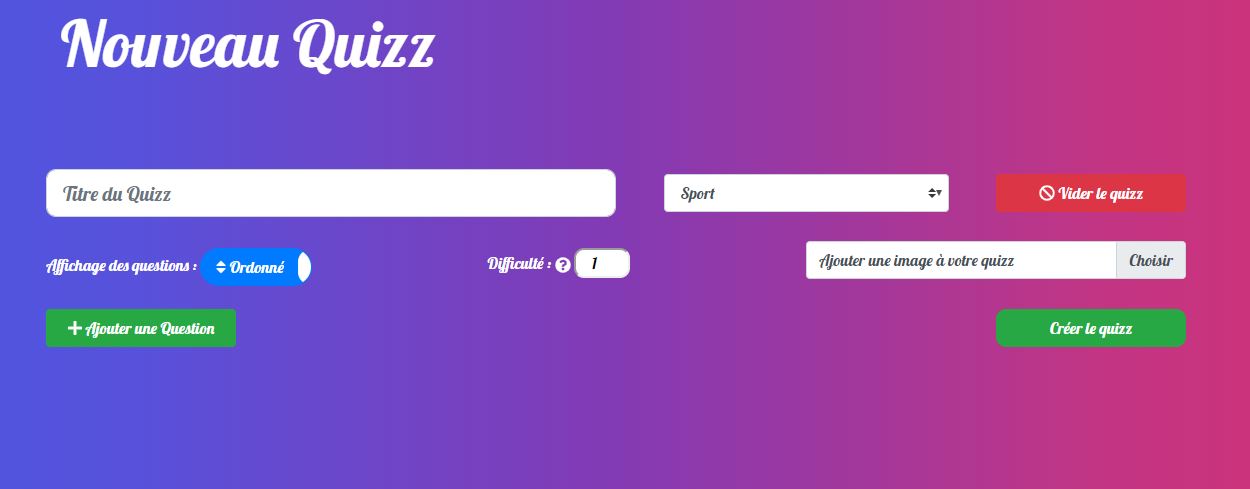 Nouveau Quizz
Titre du Quizz
Sport
Vider le quizz
Affichage des questions :
Ordonné
Difficulté :
1
Ajouter une image à votre quizz
Choisir
Ajouter une Question
Créer le quizz